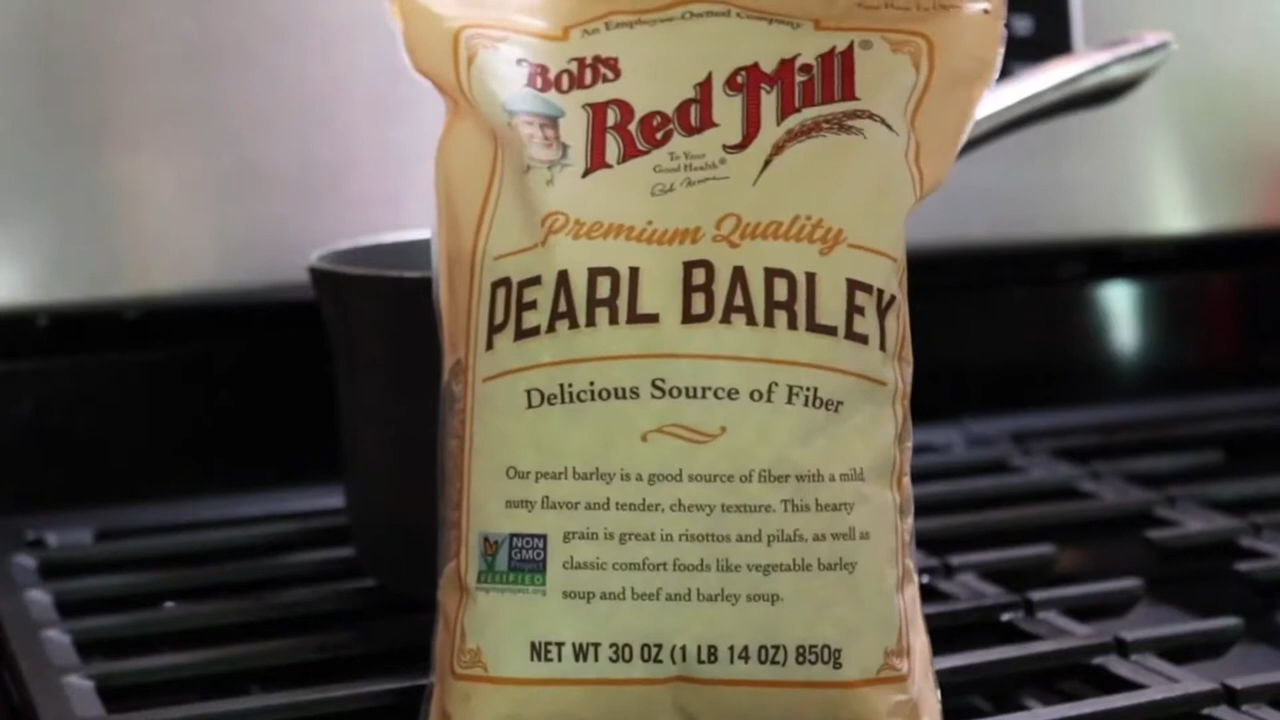 An Employee-Owned Company
Bob's
Red Mill®
To Your
Good Health®
Premium Quality
PEARL BARLEY
Delicious Source of Fiber
Our pearl barley is a good source of fiber with a mild,
nutty flavor and tender, chewy texture. This hearty
grain is great in risottos and pilafs, as well as
classic comfort foods like vegetable barley
soup and beef and barley soup.
NON
GMO
Project
VERIFIED
nongmoproject.org
NET WT 30 OZ (1 LB 14 OZ) 850g